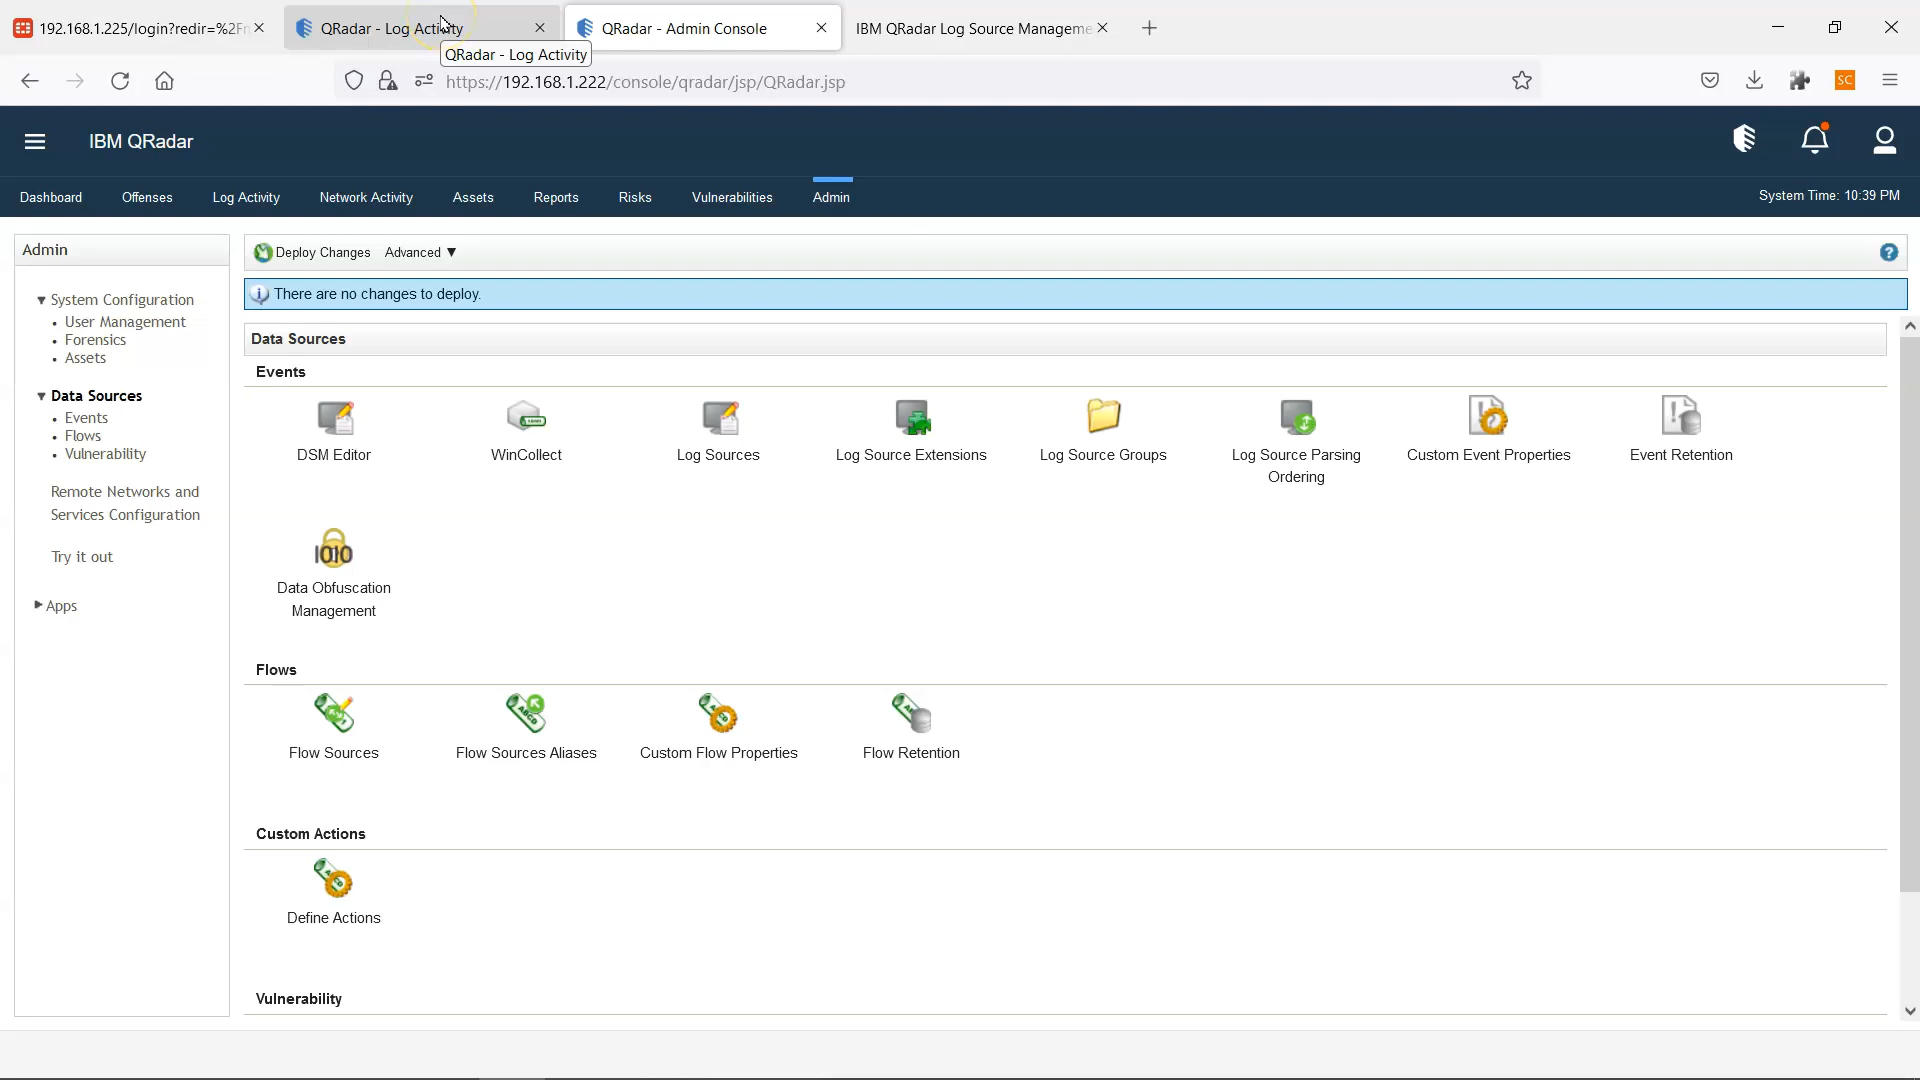 192.168.1.225/login?redir=%2F
QRadar - Log Activity
QRadar - Admin Console
IBM QRadar Log Source Manageme
QRadar - Log Activity
https://192.168.1.222/console/qradar/jsp/QRadar.jsp
SC
IBM QRadar
Dashboard
Offenses
Log Activity
Network Activity
Assets
Reports
Risks
Vulnerabilities
Admin
System Time: 10:39 PM
Admin
System Configuration
User Management
Forensics
Assets
Data Sources
Events
Flows
Vulnerability
Remote Networks and
Services Configuration
Try it out
Apps
Deploy Changes
Advanced ▼
There are no changes to deploy.
Data Sources
Events
DSM Editor
WinCollect
Log Sources
Log Source Extensions
Log Source Groups
Log Source Parsing
Ordering
Custom Event Properties
Event Retention
Data Obfuscation
Management
Flows
Flow Sources
Flow Sources Aliases
Custom Flow Properties
Flow Retention
Custom Actions
Define Actions
Vulnerability